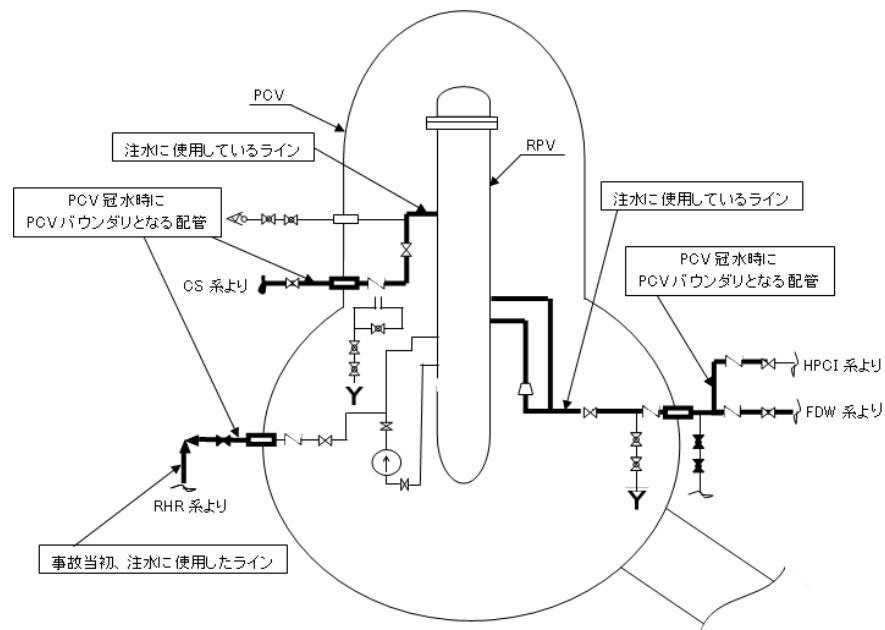 PCV
注水に使用しているライン
RPV
PCV 冠水時に
PCV バウンダリとなる配管
注水に使用しているライン
PCV 冠水時に
PCV バウンダリとなる配管
CS 系より
HPCI 系より
FDW 系より
RHR 系より
事故当初、注水に使用したライン